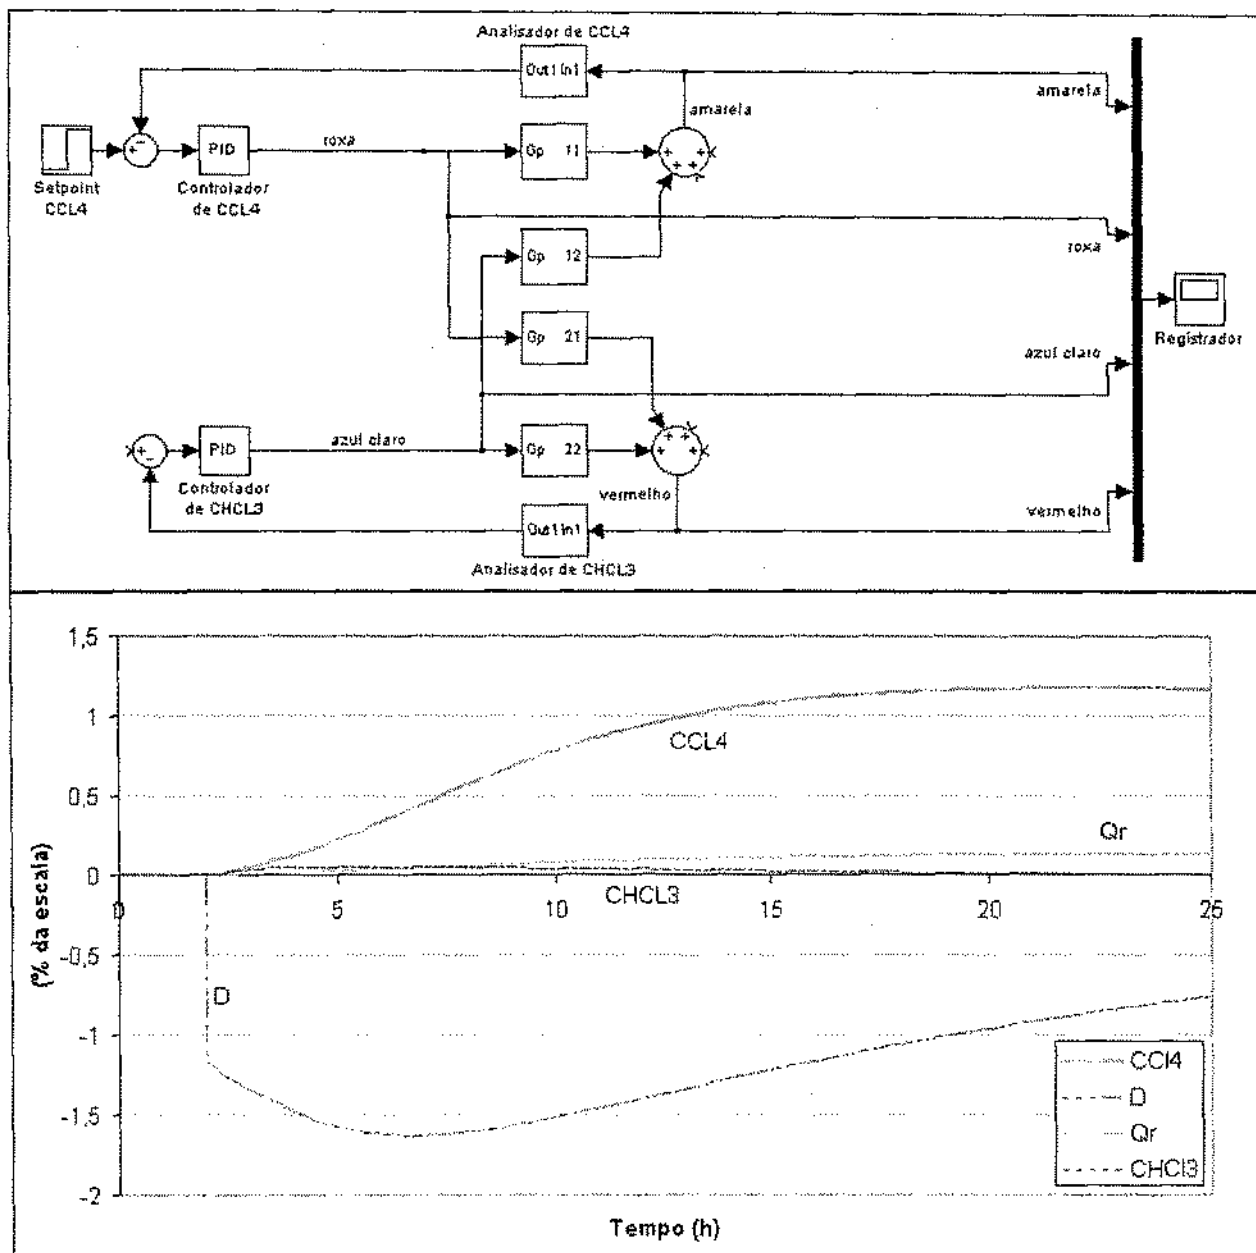 Analisador de CCL4
Out1 In1
amarela
amarela
Setpoint
CCL4
PID
Controlador
de CCL4
roxa
Gp 11
roxa
Gp 12
Gp 21
Registrador
azul claro
PID
Controlador
de CHCL3
azul claro
Gp 22
vermelho
vermelho
Out1In1
Analisador de CHCL3
1,5
1
0,5
0
-0,5
-1
-1,5
-2
(% da escala)
CCL4
Qr
CHCL3
D
0 5 10 15 20 25
Tempo (h)
CCl4
D
Qr
CHCl3